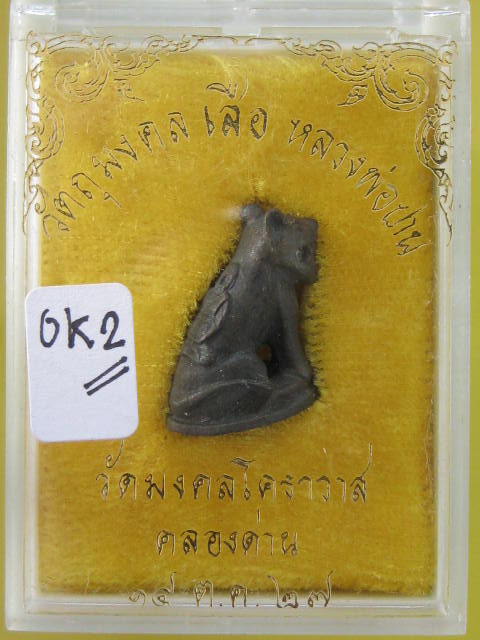 วัตถุมงคล เสือ หลวงพ่อปาน
OK2
วัดมงคลโคธาวาส
คลองด่าน
๑๔ ต.ค. ๒๗